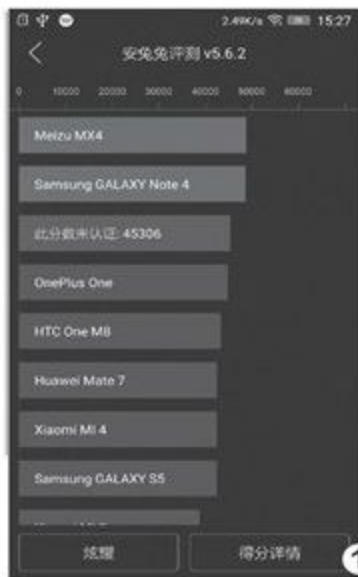 2.49K/s 15:27
安兔兔评测 v5.6.2
0 10000 20000 30000 40000 50000 60000
Meizu MX4
Samsung GALAXY Note 4
此分数未认证: 45306
OnePlus One
HTC One M8
Huawei Mate 7
Xiaomi MI 4
Samsung GALAXY S5
炫耀 得分详情